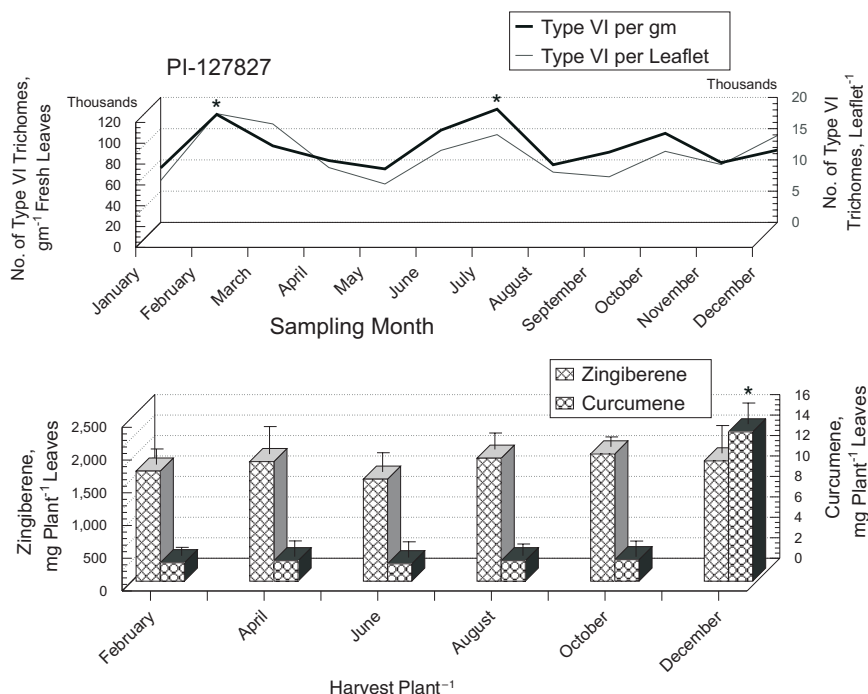 Type VI per gm
Type VI per Leaflet
PI-127827
Thousands
Thousands
No. of Type VI Trichomes,
gm⁻¹ Fresh Leaves
120
100
80
60
40
20
0
20
15
10
5
0
No. of Type VI
Trichomes, Leaflet⁻¹
*
*
January
February
March
April
May
June
July
August
September
October
November
December
Sampling Month
Zingiberene
Curcumene
*
Zingiberene,
mg Plant⁻¹ Leaves
2,500
2,000
1,500
1,000
500
0
16
14
12
10
8
6
4
2
0
Curcumene,
mg Plant⁻¹ Leaves
February
April
June
August
October
December
Harvest Plant⁻¹